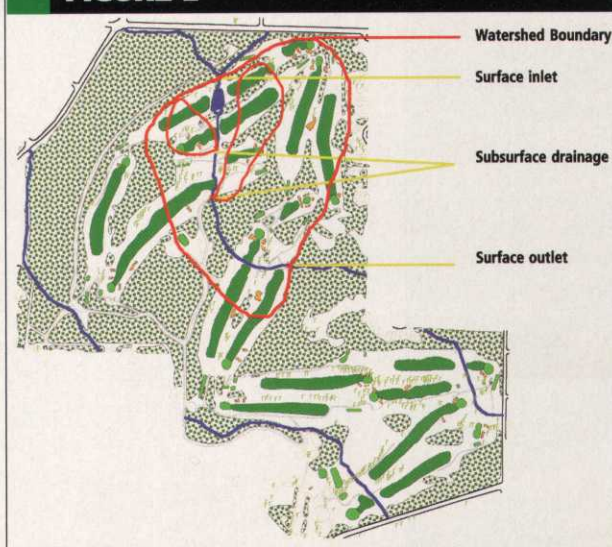 Watershed Boundary
Surface inlet
Subsurface drainage
Surface outlet